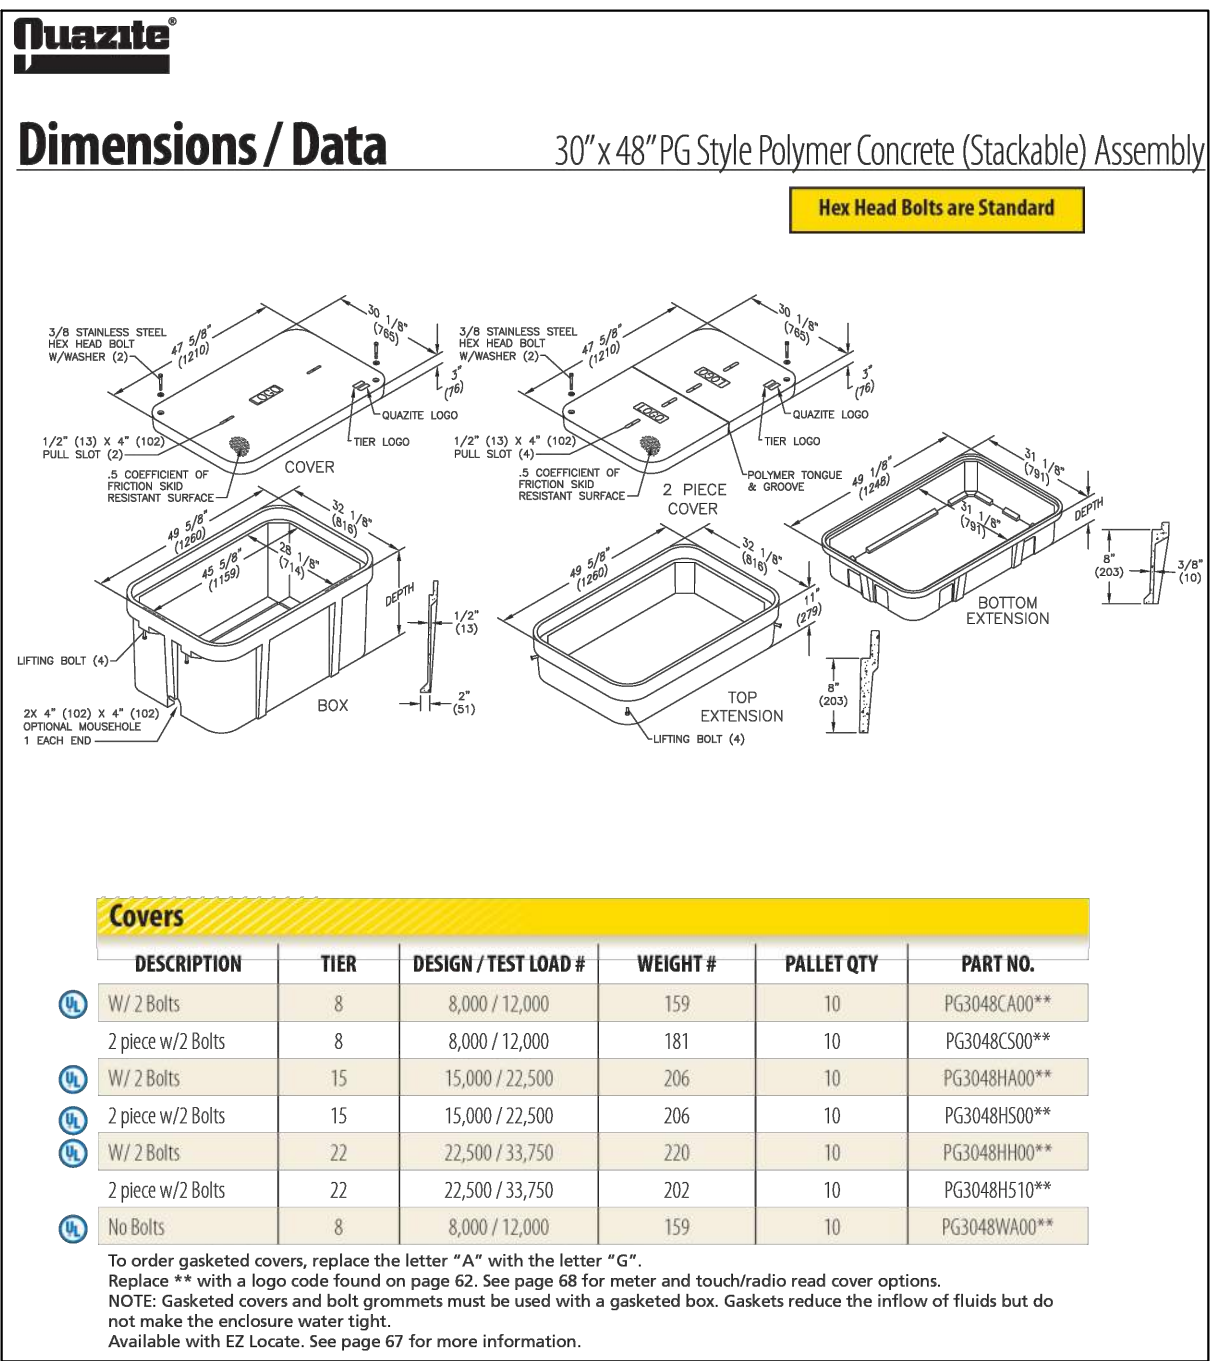 Quazite®
Dimensions / Data
30" x 48" PG Style Polymer Concrete (Stackable) Assembly
Hex Head Bolts are Standard
3/8 STAINLESS STEEL
HEX HEAD BOLT
W/WASHER (2)
47 5/8"
(1210)
30 1/8"
(765)
3"
(76)
LOGO
QUAZITE LOGO
TIER LOGO
1/2" (13) X 4" (102)
PULL SLOT (2)
.5 COEFFICIENT OF
FRICTION SKID
RESISTANT SURFACE
COVER
3/8 STAINLESS STEEL
HEX HEAD BOLT
W/WASHER (2)
47 5/8"
(1210)
30 1/8"
(765)
3"
(76)
LOGO
LOGO
QUAZITE LOGO
TIER LOGO
1/2" (13) X 4" (102)
PULL SLOT (4)
.5 COEFFICIENT OF
FRICTION SKID
RESISTANT SURFACE
POLYMER TONGUE
& GROOVE
2 PIECE
COVER
49 5/8"
(1260)
32 1/8"
(816)
45 5/8"
(1159)
28 1/8"
(714)
DEPTH
1/2"
(13)
2"
(51)
LIFTING BOLT (4)
2X 4" (102) X 4" (102)
OPTIONAL MOUSEHOLE
1 EACH END
BOX
49 5/8"
(1260)
32 1/8"
(816)
11"
(279)
8"
(203)
TOP
EXTENSION
LIFTING BOLT (4)
49 1/8"
(1248)
31 1/8"
(791)
31 1/8"
(791)
DEPTH
8"
(203)
3/8"
(10)
BOTTOM
EXTENSION
Covers
DESCRIPTION TIER DESIGN / TEST LOAD # WEIGHT # PALLET QTY PART NO.
UL W/ 2 Bolts 8 8,000 / 12,000 159 10 PG3048CA00**
2 piece w/2 Bolts 8 8,000 / 12,000 181 10 PG3048CS00**
UL W/ 2 Bolts 15 15,000 / 22,500 206 10 PG3048HA00**
UL 2 piece w/2 Bolts 15 15,000 / 22,500 206 10 PG3048HS00**
UL W/ 2 Bolts 22 22,500 / 33,750 220 10 PG3048HH00**
2 piece w/2 Bolts 22 22,500 / 33,750 202 10 PG3048H510**
UL No Bolts 8 8,000 / 12,000 159 10 PG3048WA00**
To order gasketed covers, replace the letter "A" with the letter "G".
Replace ** with a logo code found on page 62. See page 68 for meter and touch/radio read cover options.
NOTE: Gasketed covers and bolt grommets must be used with a gasketed box. Gaskets reduce the inflow of fluids but do
not make the enclosure water tight.
Available with EZ Locate. See page 67 for more information.